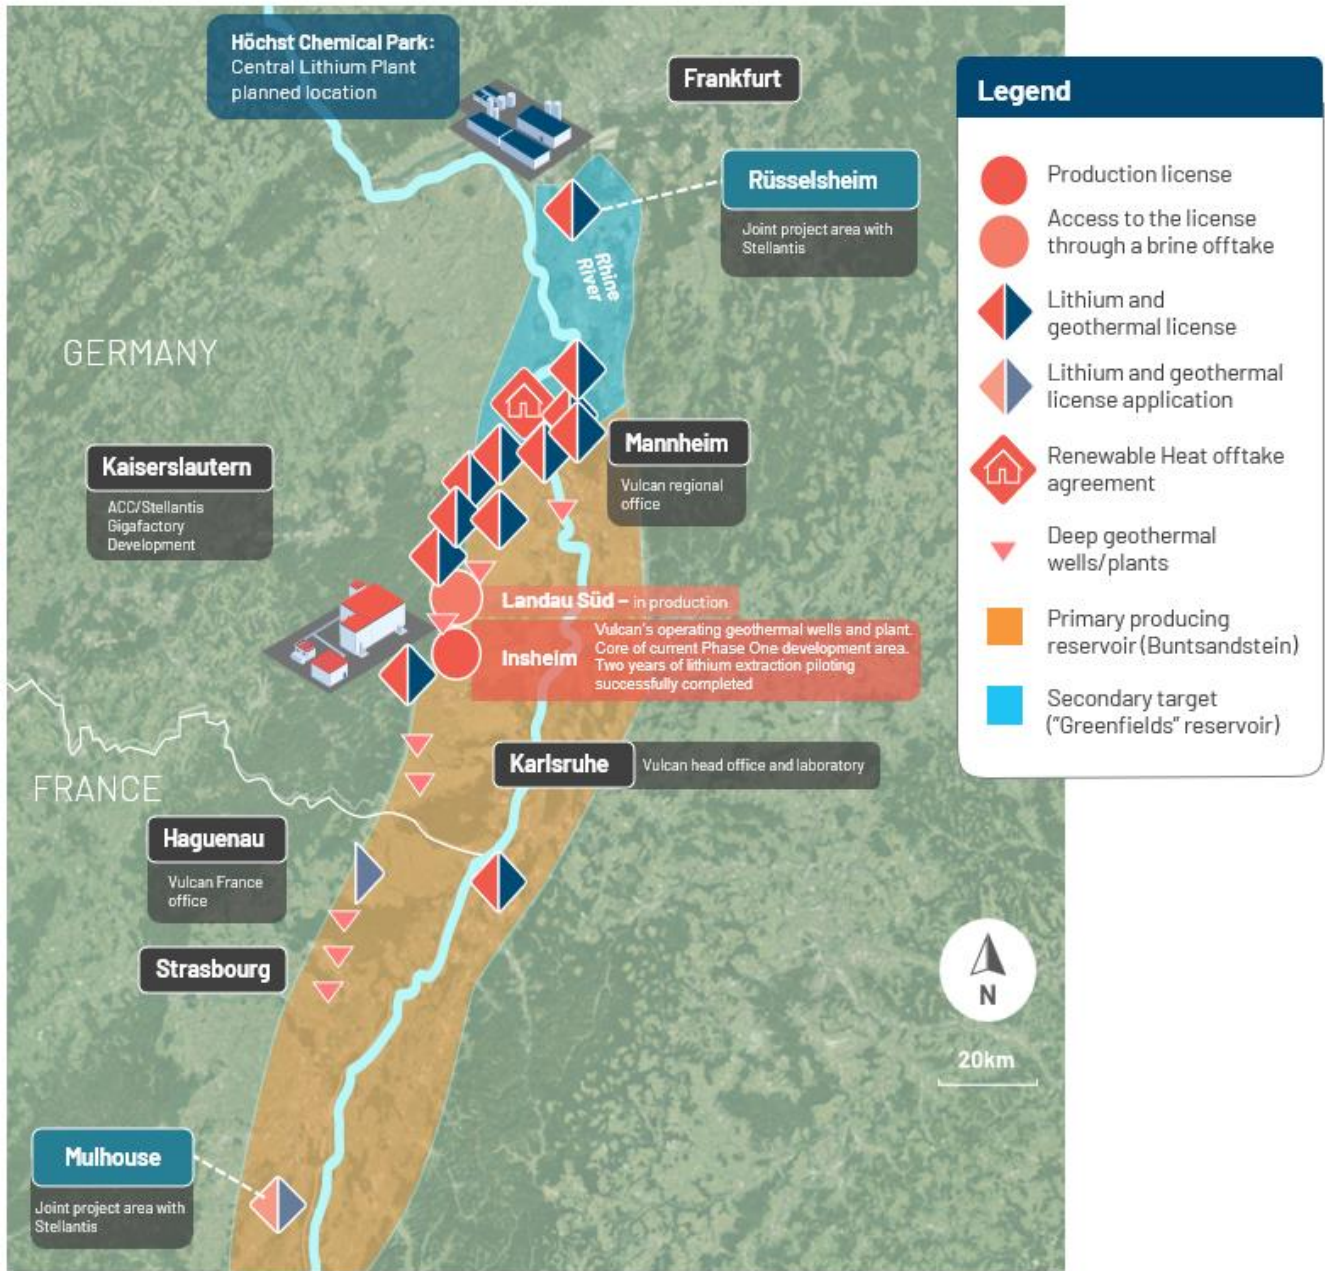 Höchst Chemical Park:
Central Lithium Plant
planned location
Frankfurt
Rüsselsheim
Joint project area with
Stellantis
Rhine
River
GERMANY
Kaiserslautern
ACC/Stellantis
Gigafactory
Development
Mannheim
Vulcan regional
office
Landau Süd – in production
Insheim
Vulcan's operating geothermal wells and plant.
Core of current Phase One development area.
Two years of lithium extraction piloting
successfully completed
Karlsruhe
Vulcan head office and laboratory
FRANCE
Haguenau
Vulcan France
office
Strasbourg
Mulhouse
Joint project area with
Stellantis
Legend
Production license
Access to the license
through a brine offtake
Lithium and
geothermal license
Lithium and geothermal
license application
Renewable Heat offtake
agreement
Deep geothermal
wells/plants
Primary producing
reservoir (Buntsandstein)
Secondary target
("Greenfields" reservoir)
N
20km